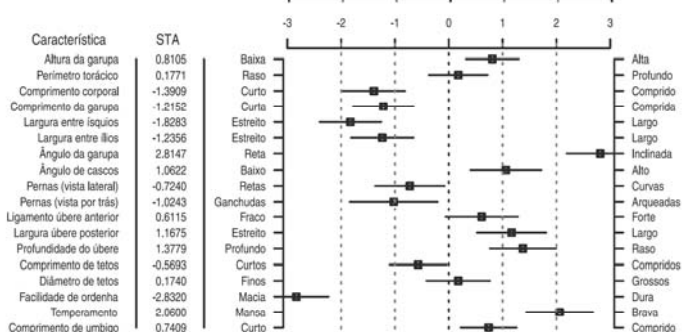 -3 -2 -1 0 1 2 3
Característica STA
Altura da garupa 0.8105 Baixa Alta
Perímetro torácico 0.1771 Raso Profundo
Comprimento corporal -1.3909 Curto Comprido
Comprimento da garupa -1.2152 Curta Comprida
Largura entre ísquios -1.8283 Estreito Largo
Largura entre ílios -1.2356 Estreito Largo
Ângulo da garupa 2.8147 Reta Inclinada
Ângulo de cascos 1.0622 Baixo Alto
Pernas (vista lateral) -0.7240 Retas Curvas
Pernas (vista por trás) -1.0243 Ganchudas Arqueadas
Ligamento úbere anterior 0.6115 Fraco Forte
Largura úbere posterior 1.1675 Estreito Largo
Profundidade do úbere 1.3779 Profundo Raso
Comprimento de tetos -0.5693 Curtos Compridos
Diâmetro de tetos 0.1740 Finos Grossos
Facilidade de ordenha -2.8320 Macia Dura
Temperamento 2.0600 Mansa Brava
Comprimento de umbigo 0.7409 Curto Comprido